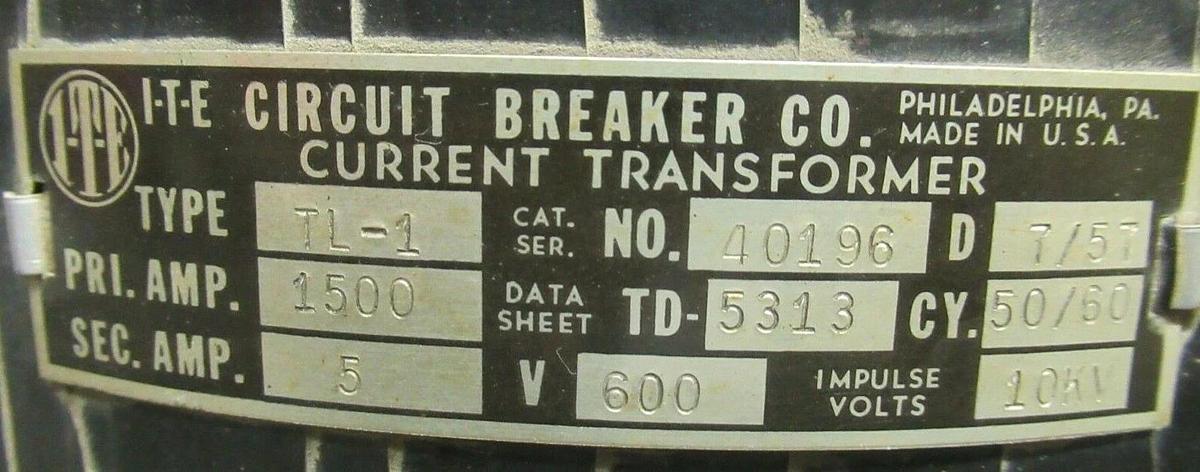 I-T-E
I-T-E CIRCUIT BREAKER CO. PHILADELPHIA, PA.
MADE IN U.S.A.
CURRENT TRANSFORMER
TYPE TL-1 CAT. SER. NO. 40196 D 7/57
PRI. AMP. 1500 DATA SHEET TD-5313 CY. 50/60
SEC. AMP. 5 V 600 IMPULSE VOLTS 10KV